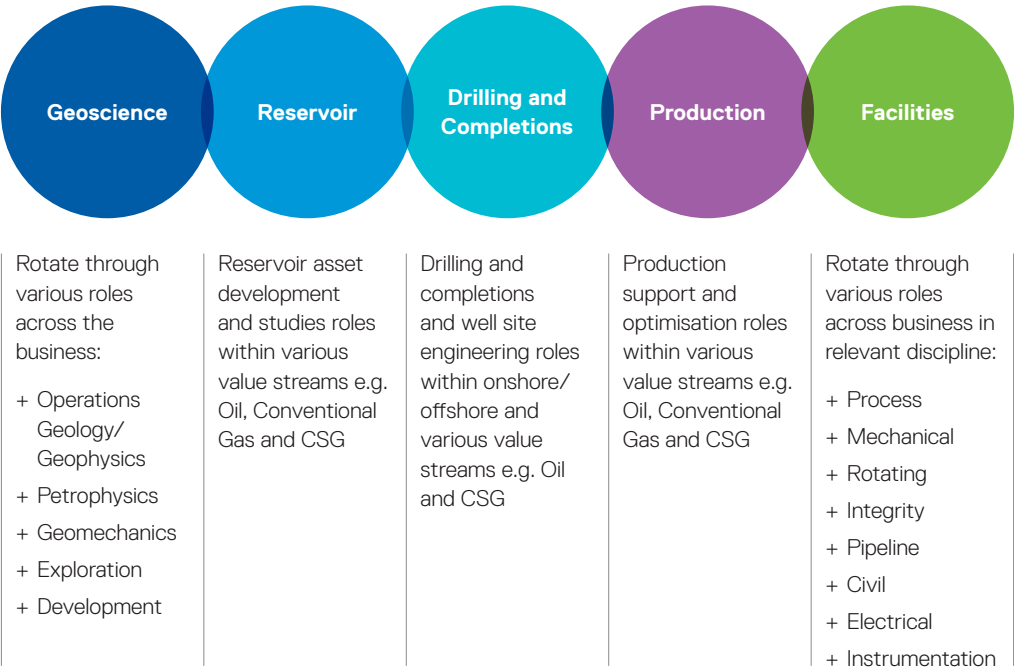 Geoscience
Reservoir
Drilling and
Completions
Production
Facilities
Rotate through
various roles
across the
business:
+ Operations
Geology/
Geophysics
+ Petrophysics
+ Geomechanics
+ Exploration
+ Development
Reservoir asset
development
and studies roles
within various
value streams e.g.
Oil, Conventional
Gas and CSG
Drilling and
completions
and well site
engineering roles
within onshore/
offshore and
various value
streams e.g. Oil
and CSG
Production
support and
optimisation roles
within various
value streams e.g.
Oil, Conventional
Gas and CSG
Rotate through
various roles
across business in
relevant discipline:
+ Process
+ Mechanical
+ Rotating
+ Integrity
+ Pipeline
+ Civil
+ Electrical
+ Instrumentation